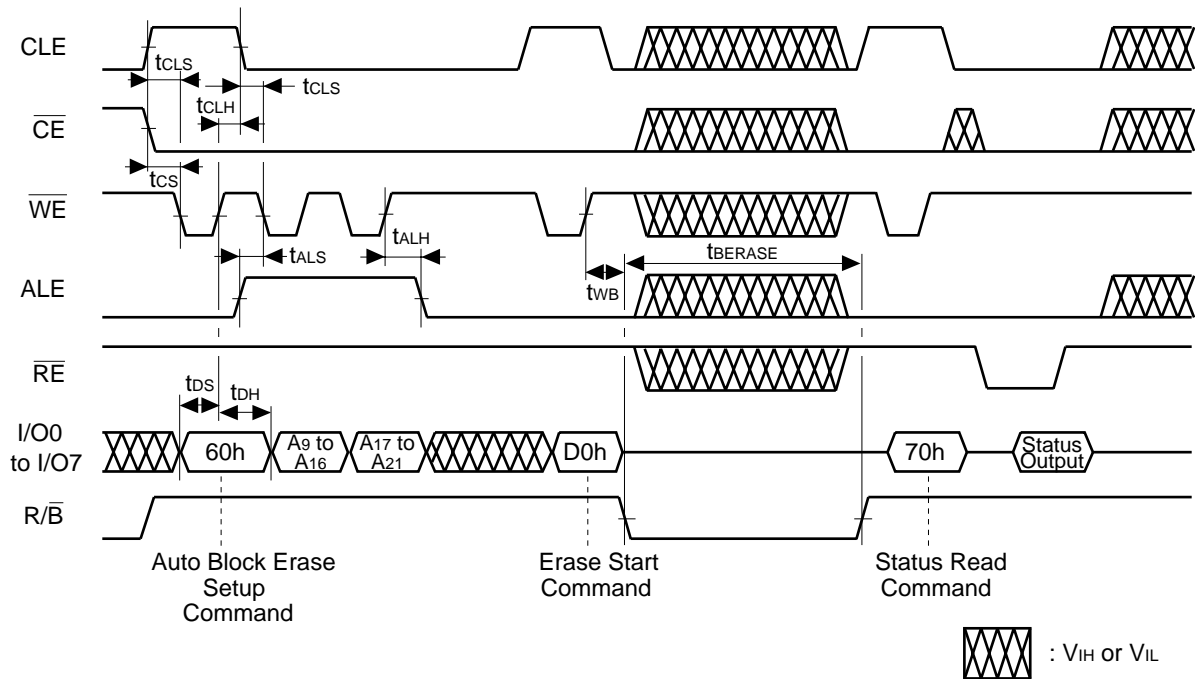 CLE
tCLS
tCLS
tCLH
CE
tCS
WE
tALS
tALH
tBERASE
tWB
ALE
RE
tDS
tDH
I/O0
to I/O7
60h
A9 to
A16
A17 to
A21
D0h
70h
Status
Output
R/B
Auto Block Erase
Setup
Command
Erase Start
Command
Status Read
Command
: VIH or VIL